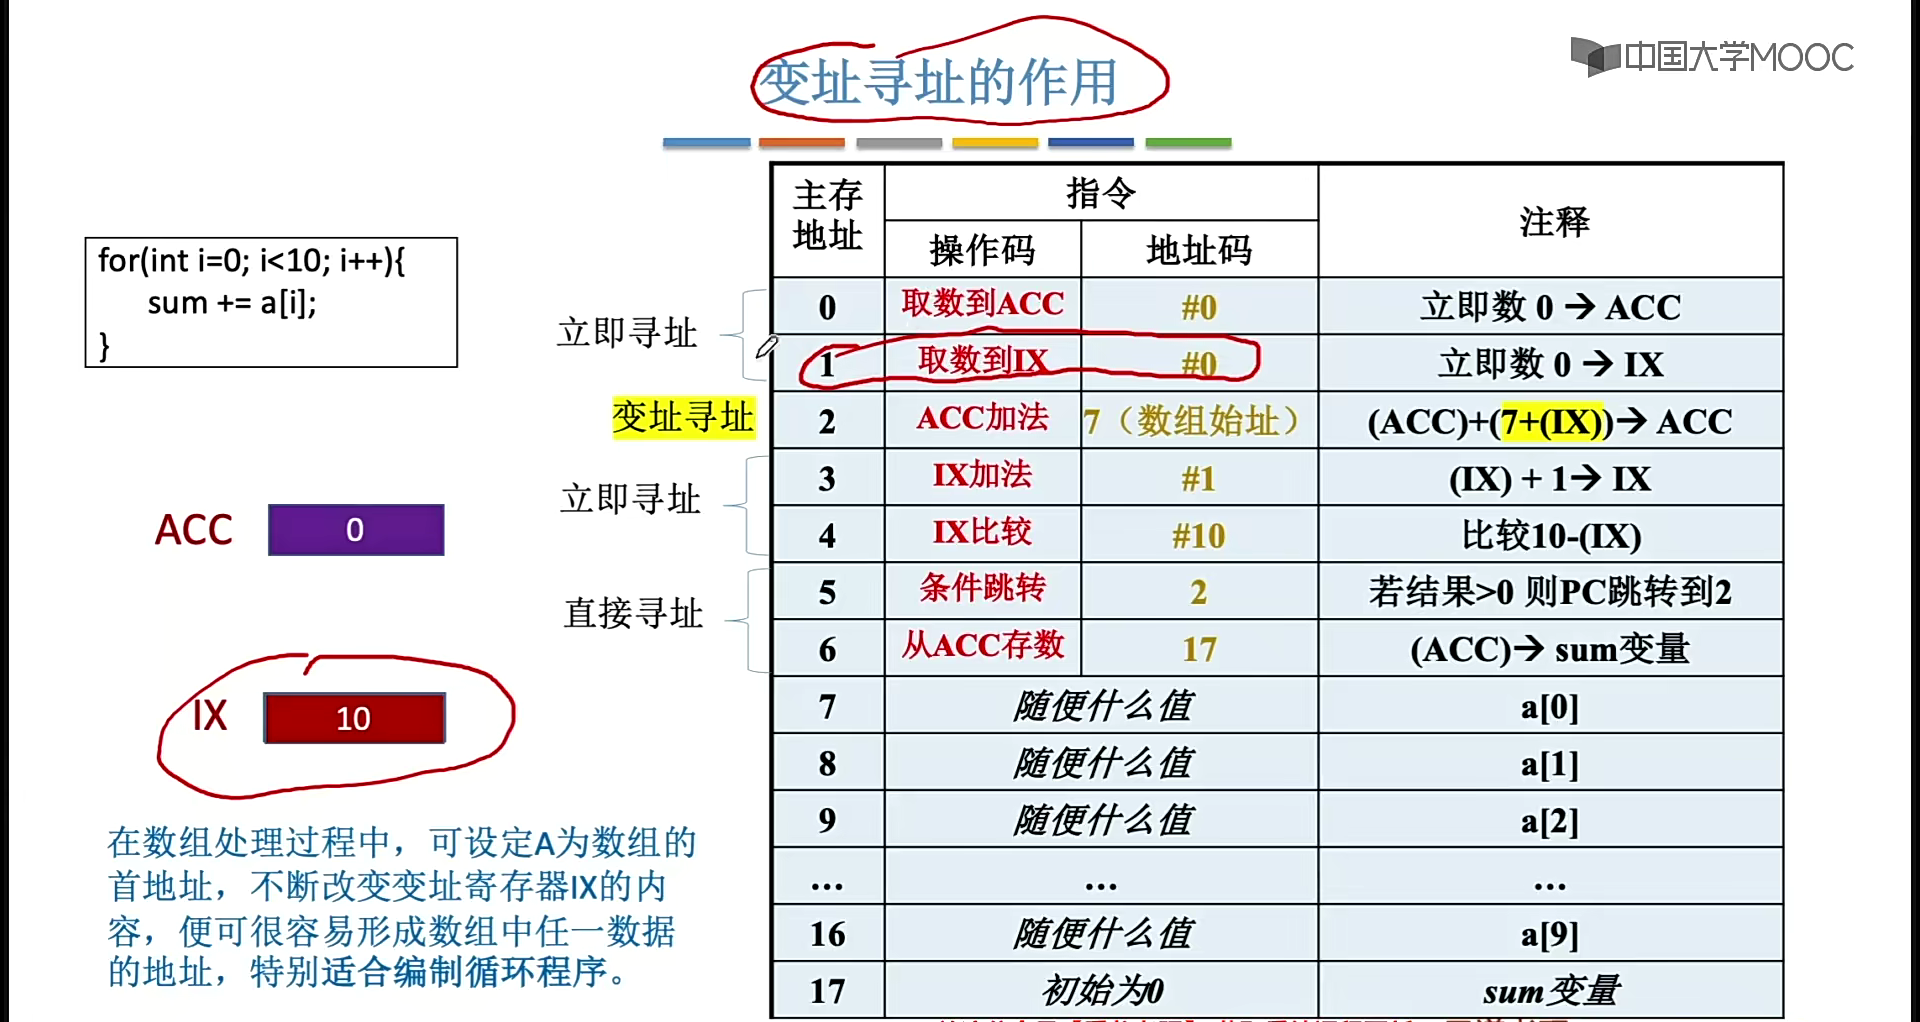 中国大学MOOC
变址寻址的作用
for(int i=0; i<10; i++){
sum += a[i];
}
立即寻址
变址寻址
立即寻址
直接寻址
ACC 0
IX 10
在数组处理过程中，可设定A为数组的
首地址，不断改变变址寄存器IX的内
容，便可很容易形成数组中任一数据
的地址，特别适合编制循环程序。
主存地址 指令 注释
操作码 地址码
0 取数到ACC #0 立即数 0 → ACC
1 取数到IX #0 立即数 0 → IX
2 ACC加法 7（数组始址） (ACC)+(7+(IX))→ ACC
3 IX加法 #1 (IX) + 1→ IX
4 IX比较 #10 比较10-(IX)
5 条件跳转 2 若结果>0 则PC跳转到2
6 从ACC存数 17 (ACC)→ sum变量
7 随便什么值 a[0]
8 随便什么值 a[1]
9 随便什么值 a[2]
... ... ...
16 随便什么值 a[9]
17 初始为0 sum变量